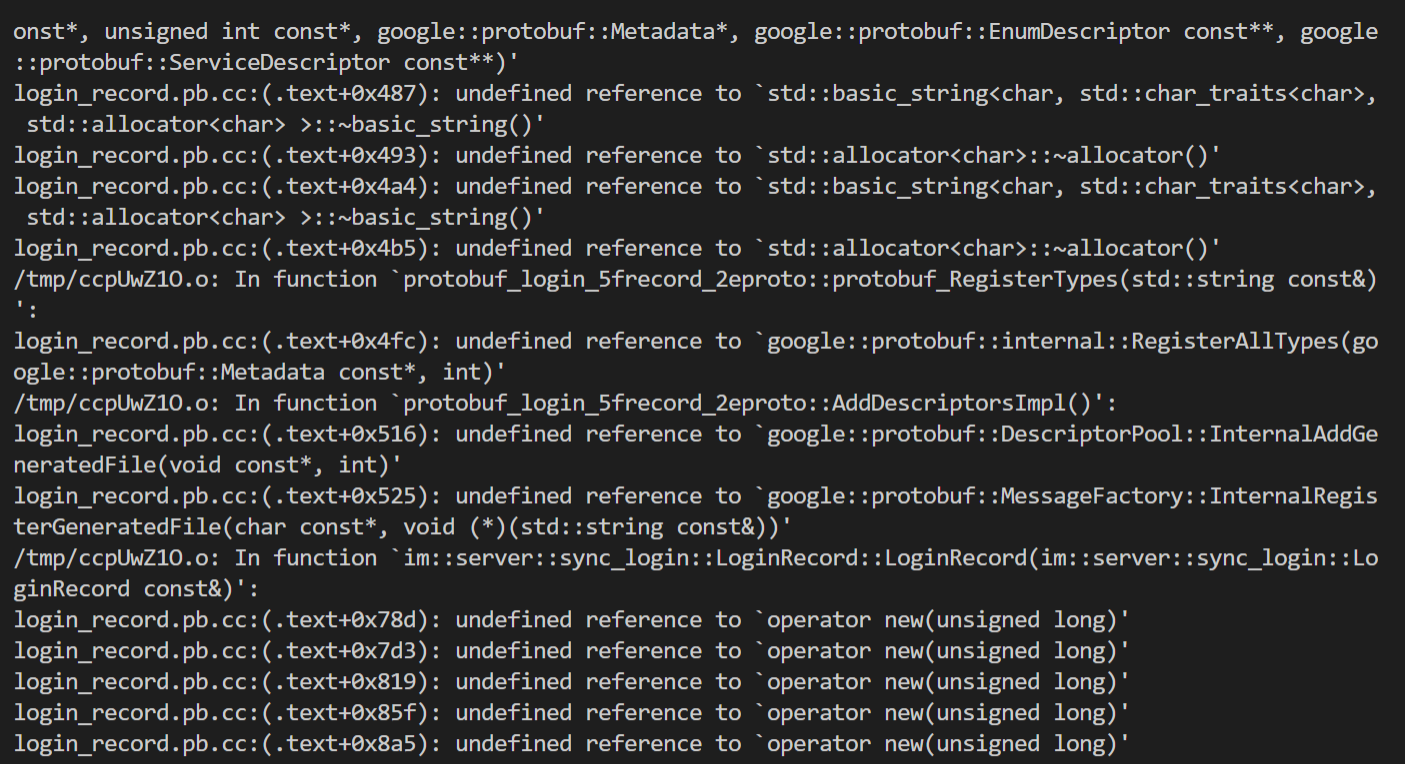 onst*, unsigned int const*, google::protobuf::Metadata*, google::protobuf::EnumDescriptor const**, google
::protobuf::ServiceDescriptor const**)'
login_record.pb.cc:(.text+0x487): undefined reference to `std::basic_string<char, std::char_traits<char>,
 std::allocator<char> >::~basic_string()'
login_record.pb.cc:(.text+0x493): undefined reference to `std::allocator<char>::~allocator()'
login_record.pb.cc:(.text+0x4a4): undefined reference to `std::basic_string<char, std::char_traits<char>,
 std::allocator<char> >::~basic_string()'
login_record.pb.cc:(.text+0x4b5): undefined reference to `std::allocator<char>::~allocator()'
/tmp/ccpUwZ1O.o: In function `protobuf_login_5frecord_2eproto::protobuf_RegisterTypes(std::string const&)
':
login_record.pb.cc:(.text+0x4fc): undefined reference to `google::protobuf::internal::RegisterAllTypes(go
ogle::protobuf::Metadata const*, int)'
/tmp/ccpUwZ1O.o: In function `protobuf_login_5frecord_2eproto::AddDescriptorsImpl()':
login_record.pb.cc:(.text+0x516): undefined reference to `google::protobuf::DescriptorPool::InternalAddGe
neratedFile(void const*, int)'
login_record.pb.cc:(.text+0x525): undefined reference to `google::protobuf::MessageFactory::InternalRegis
terGeneratedFile(char const*, void (*)(std::string const&))'
/tmp/ccpUwZ1O.o: In function `im::server::sync_login::LoginRecord::LoginRecord(im::server::sync_login::Lo
ginRecord const&)':
login_record.pb.cc:(.text+0x78d): undefined reference to `operator new(unsigned long)'
login_record.pb.cc:(.text+0x7d3): undefined reference to `operator new(unsigned long)'
login_record.pb.cc:(.text+0x819): undefined reference to `operator new(unsigned long)'
login_record.pb.cc:(.text+0x85f): undefined reference to `operator new(unsigned long)'
login_record.pb.cc:(.text+0x8a5): undefined reference to `operator new(unsigned long)'